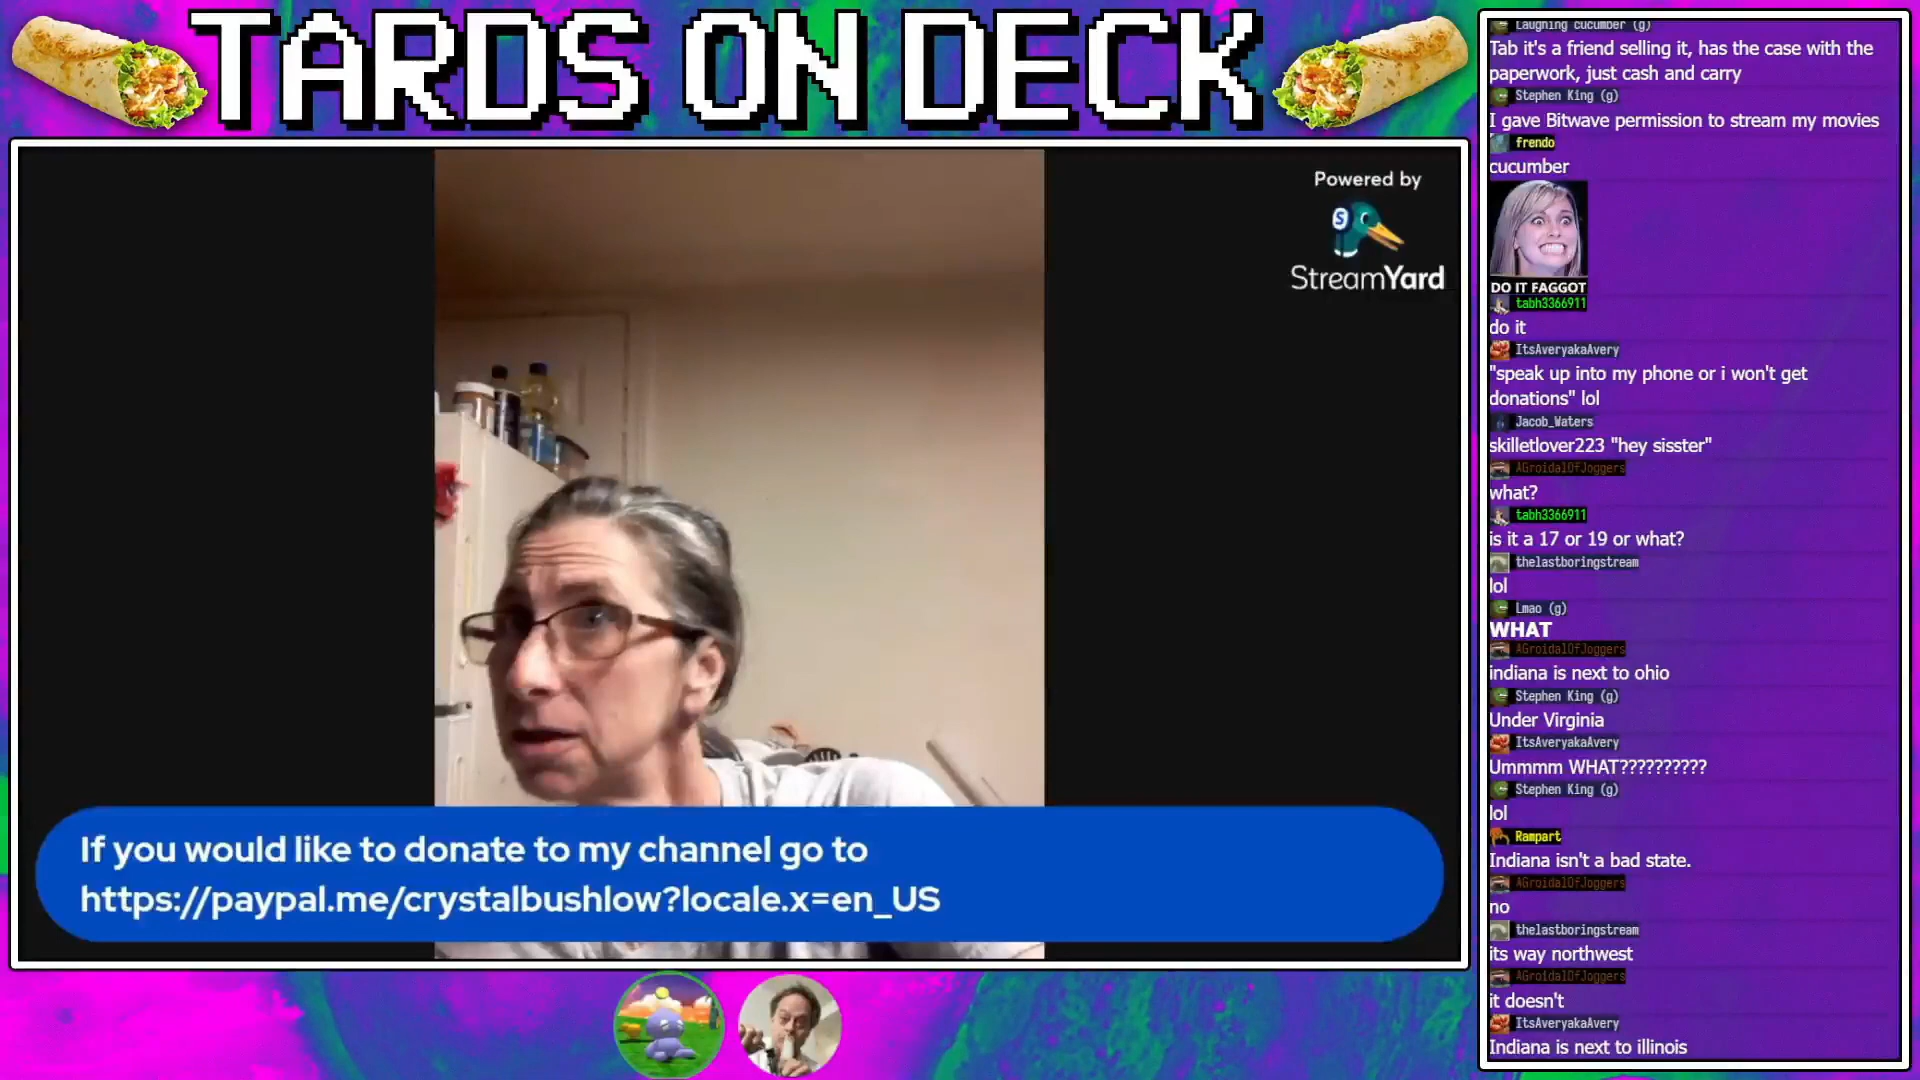 TARDS ON DECK
Powered by
StreamYard
If you would like to donate to my channel go to
https://paypal.me/crystalbushlow?locale.x=en_US
Laughing cucumber (g)
Tab it's a friend selling it, has the case with the
paperwork, just cash and carry
Stephen King (g)
I gave Bitwave permission to stream my movies
frendo
cucumber
DO IT FAGGOT
tabh3366911
do it
ItsAveryakaAvery
"speak up into my phone or i won't get
donations" lol
Jacob_Waters
skilletlover223 "hey sisster"
AGroidalOfJoggers
what?
tabh3366911
is it a 17 or 19 or what?
thelastboringstream
lol
Lmao (g)
WHAT
AGroidalOfJoggers
indiana is next to ohio
Stephen King (g)
Under Virginia
ItsAveryakaAvery
Ummmm WHAT??????????
Stephen King (g)
lol
Rampart
Indiana isn't a bad state.
AGroidalOfJoggers
no
thelastboringstream
its way northwest
AGroidalOfJoggers
it doesn't
ItsAveryakaAvery
Indiana is next to illinois